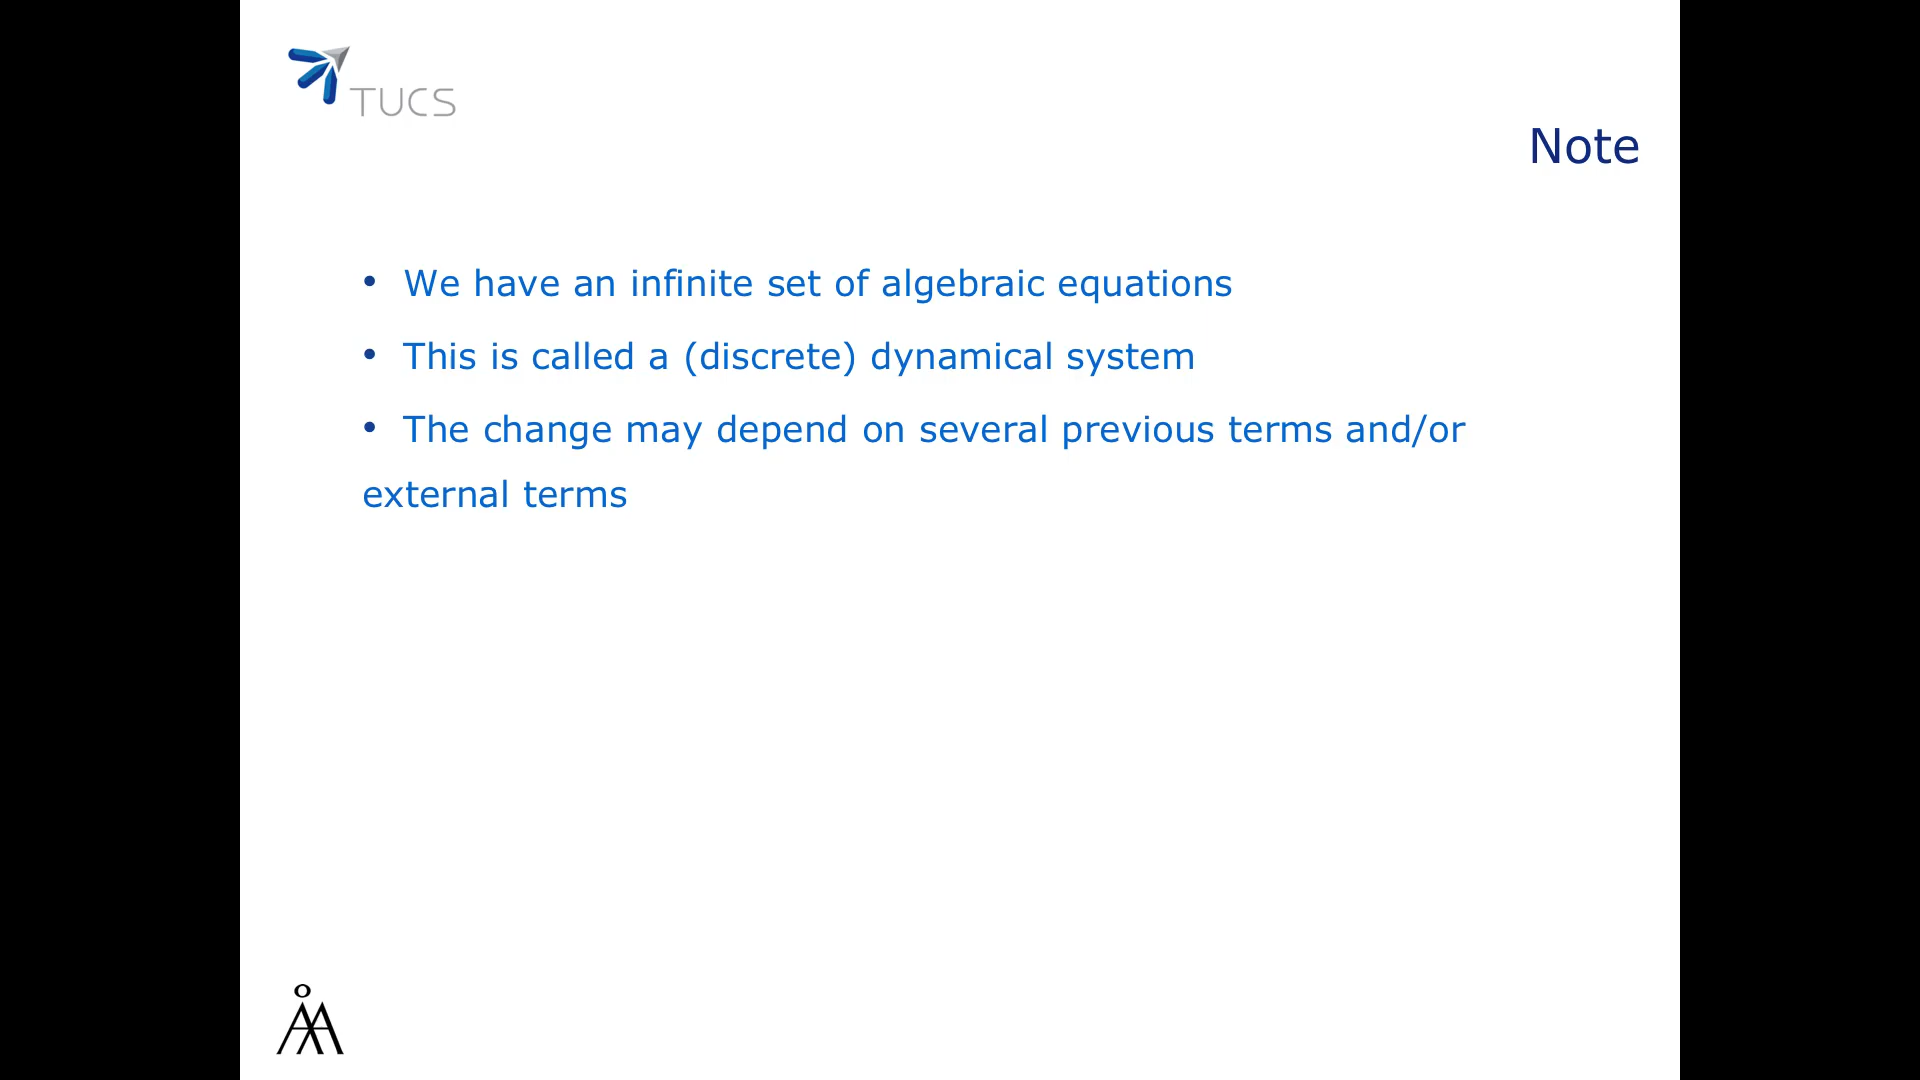 TUCS
Note
• We have an infinite set of algebraic equations
• This is called a (discrete) dynamical system
• The change may depend on several previous terms and/or
external terms